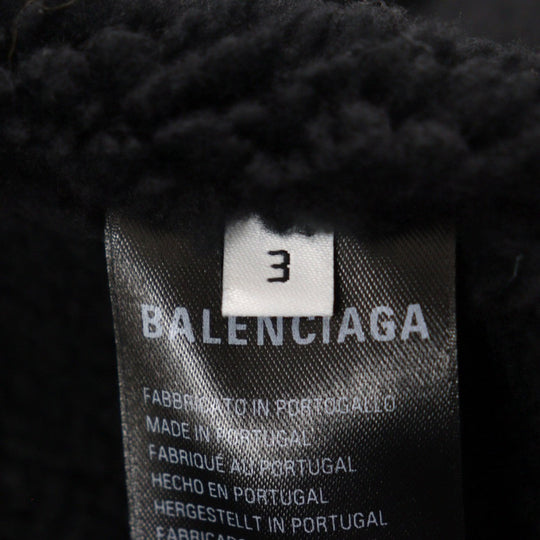 3
BALENCIAGA
FABBRICATO IN PORTOGALLO
MADE IN PORTUGAL
FABRIQUÉ AU PORTUGAL
HECHO EN PORTUGAL
HERGESTELLT IN PORTUGAL